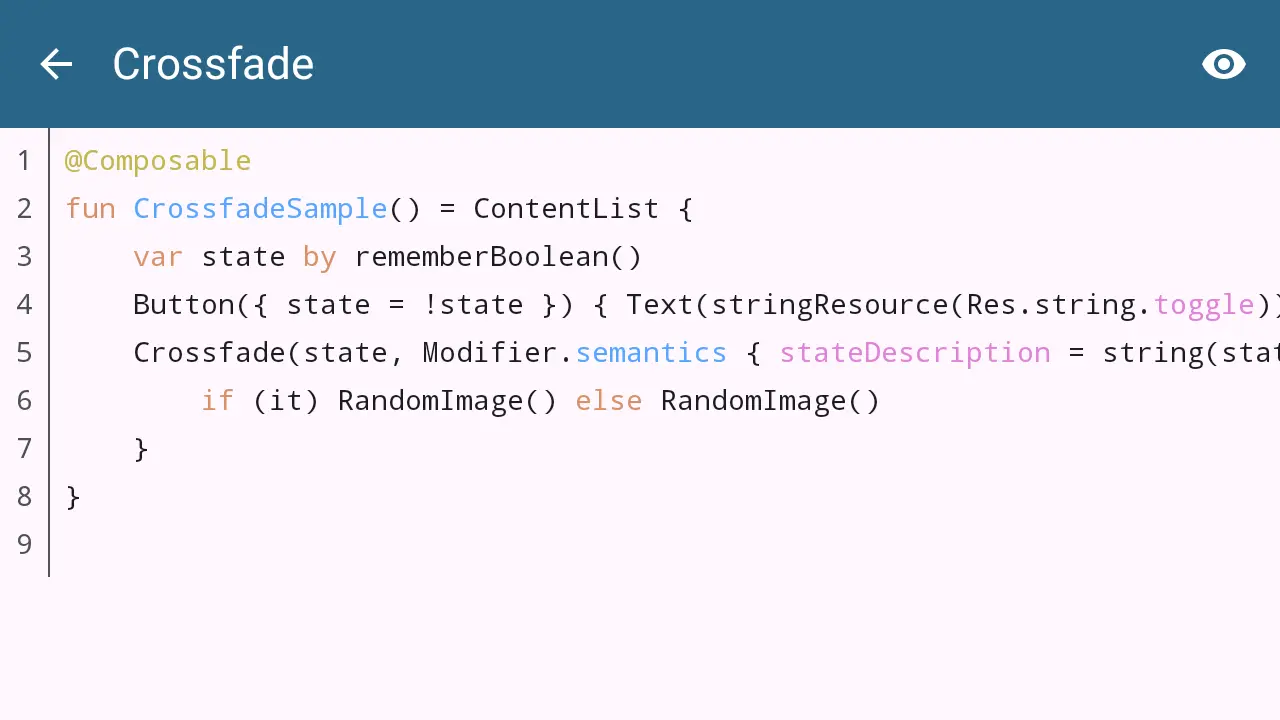 Crossfade
1 @Composable
2 fun CrossfadeSample() = ContentList {
3 var state by rememberBoolean()
4 Button({ state = !state }) { Text(stringResource(Res.string.toggle))
5 Crossfade(state, Modifier.semantics { stateDescription = string(stat
6 if (it) RandomImage() else RandomImage()
7 }
8 }
9